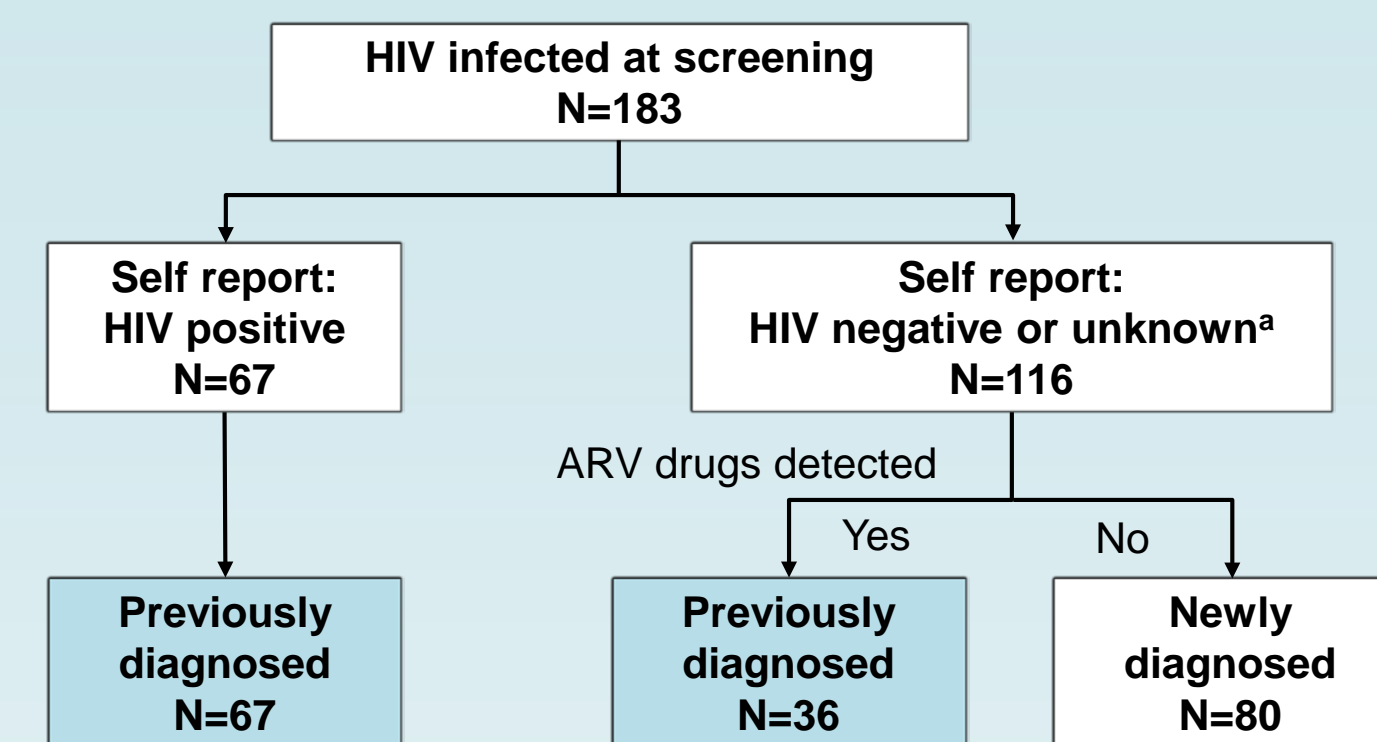 HIV infected at screening
N=183
Self report:
HIV positive
N=67
Self report:
HIV negative or unknownᵃ
N=116
ARV drugs detected
Yes
No
Previously
diagnosed
N=67
Previously
diagnosed
N=36
Newly
diagnosed
N=80